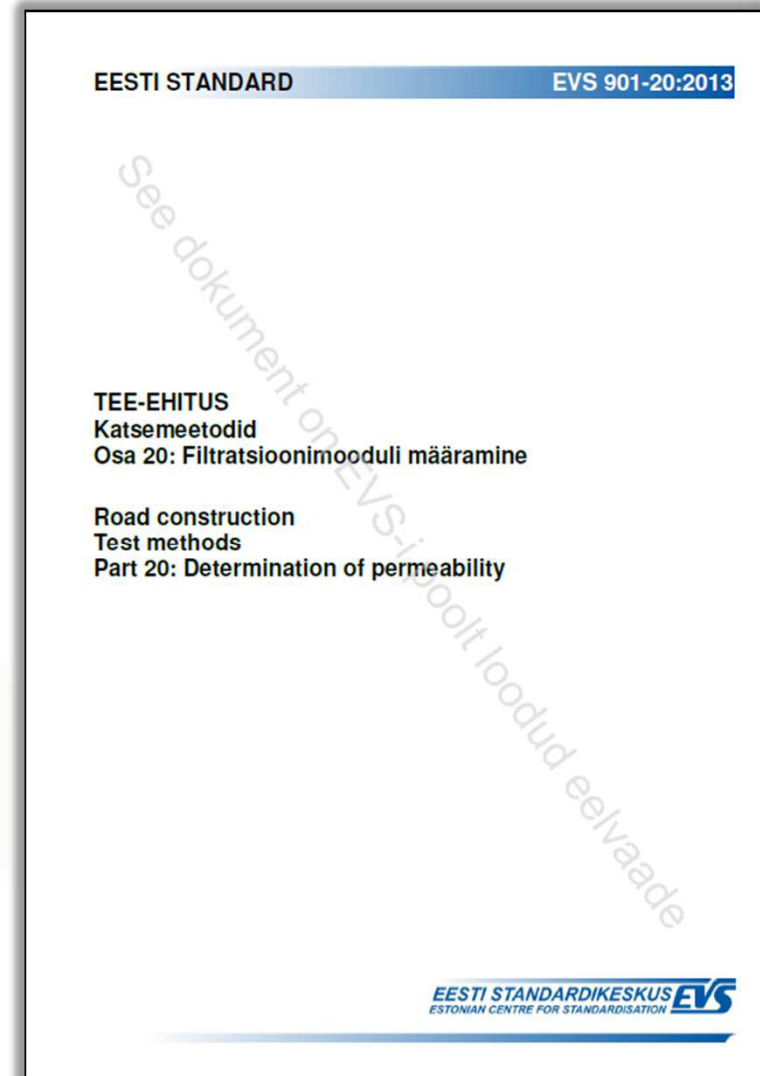 EESTI STANDARD EVS 901-20:2013
See dokument on EVS-i poolt loodud eelvaade
TEE-EHITUS
Katsemeetodid
Osa 20: Filtratsioonimooduli määramine
Road construction
Test methods
Part 20: Determination of permeability
EESTI STANDARDIKESKUS EVS
ESTONIAN CENTRE FOR STANDARDISATION